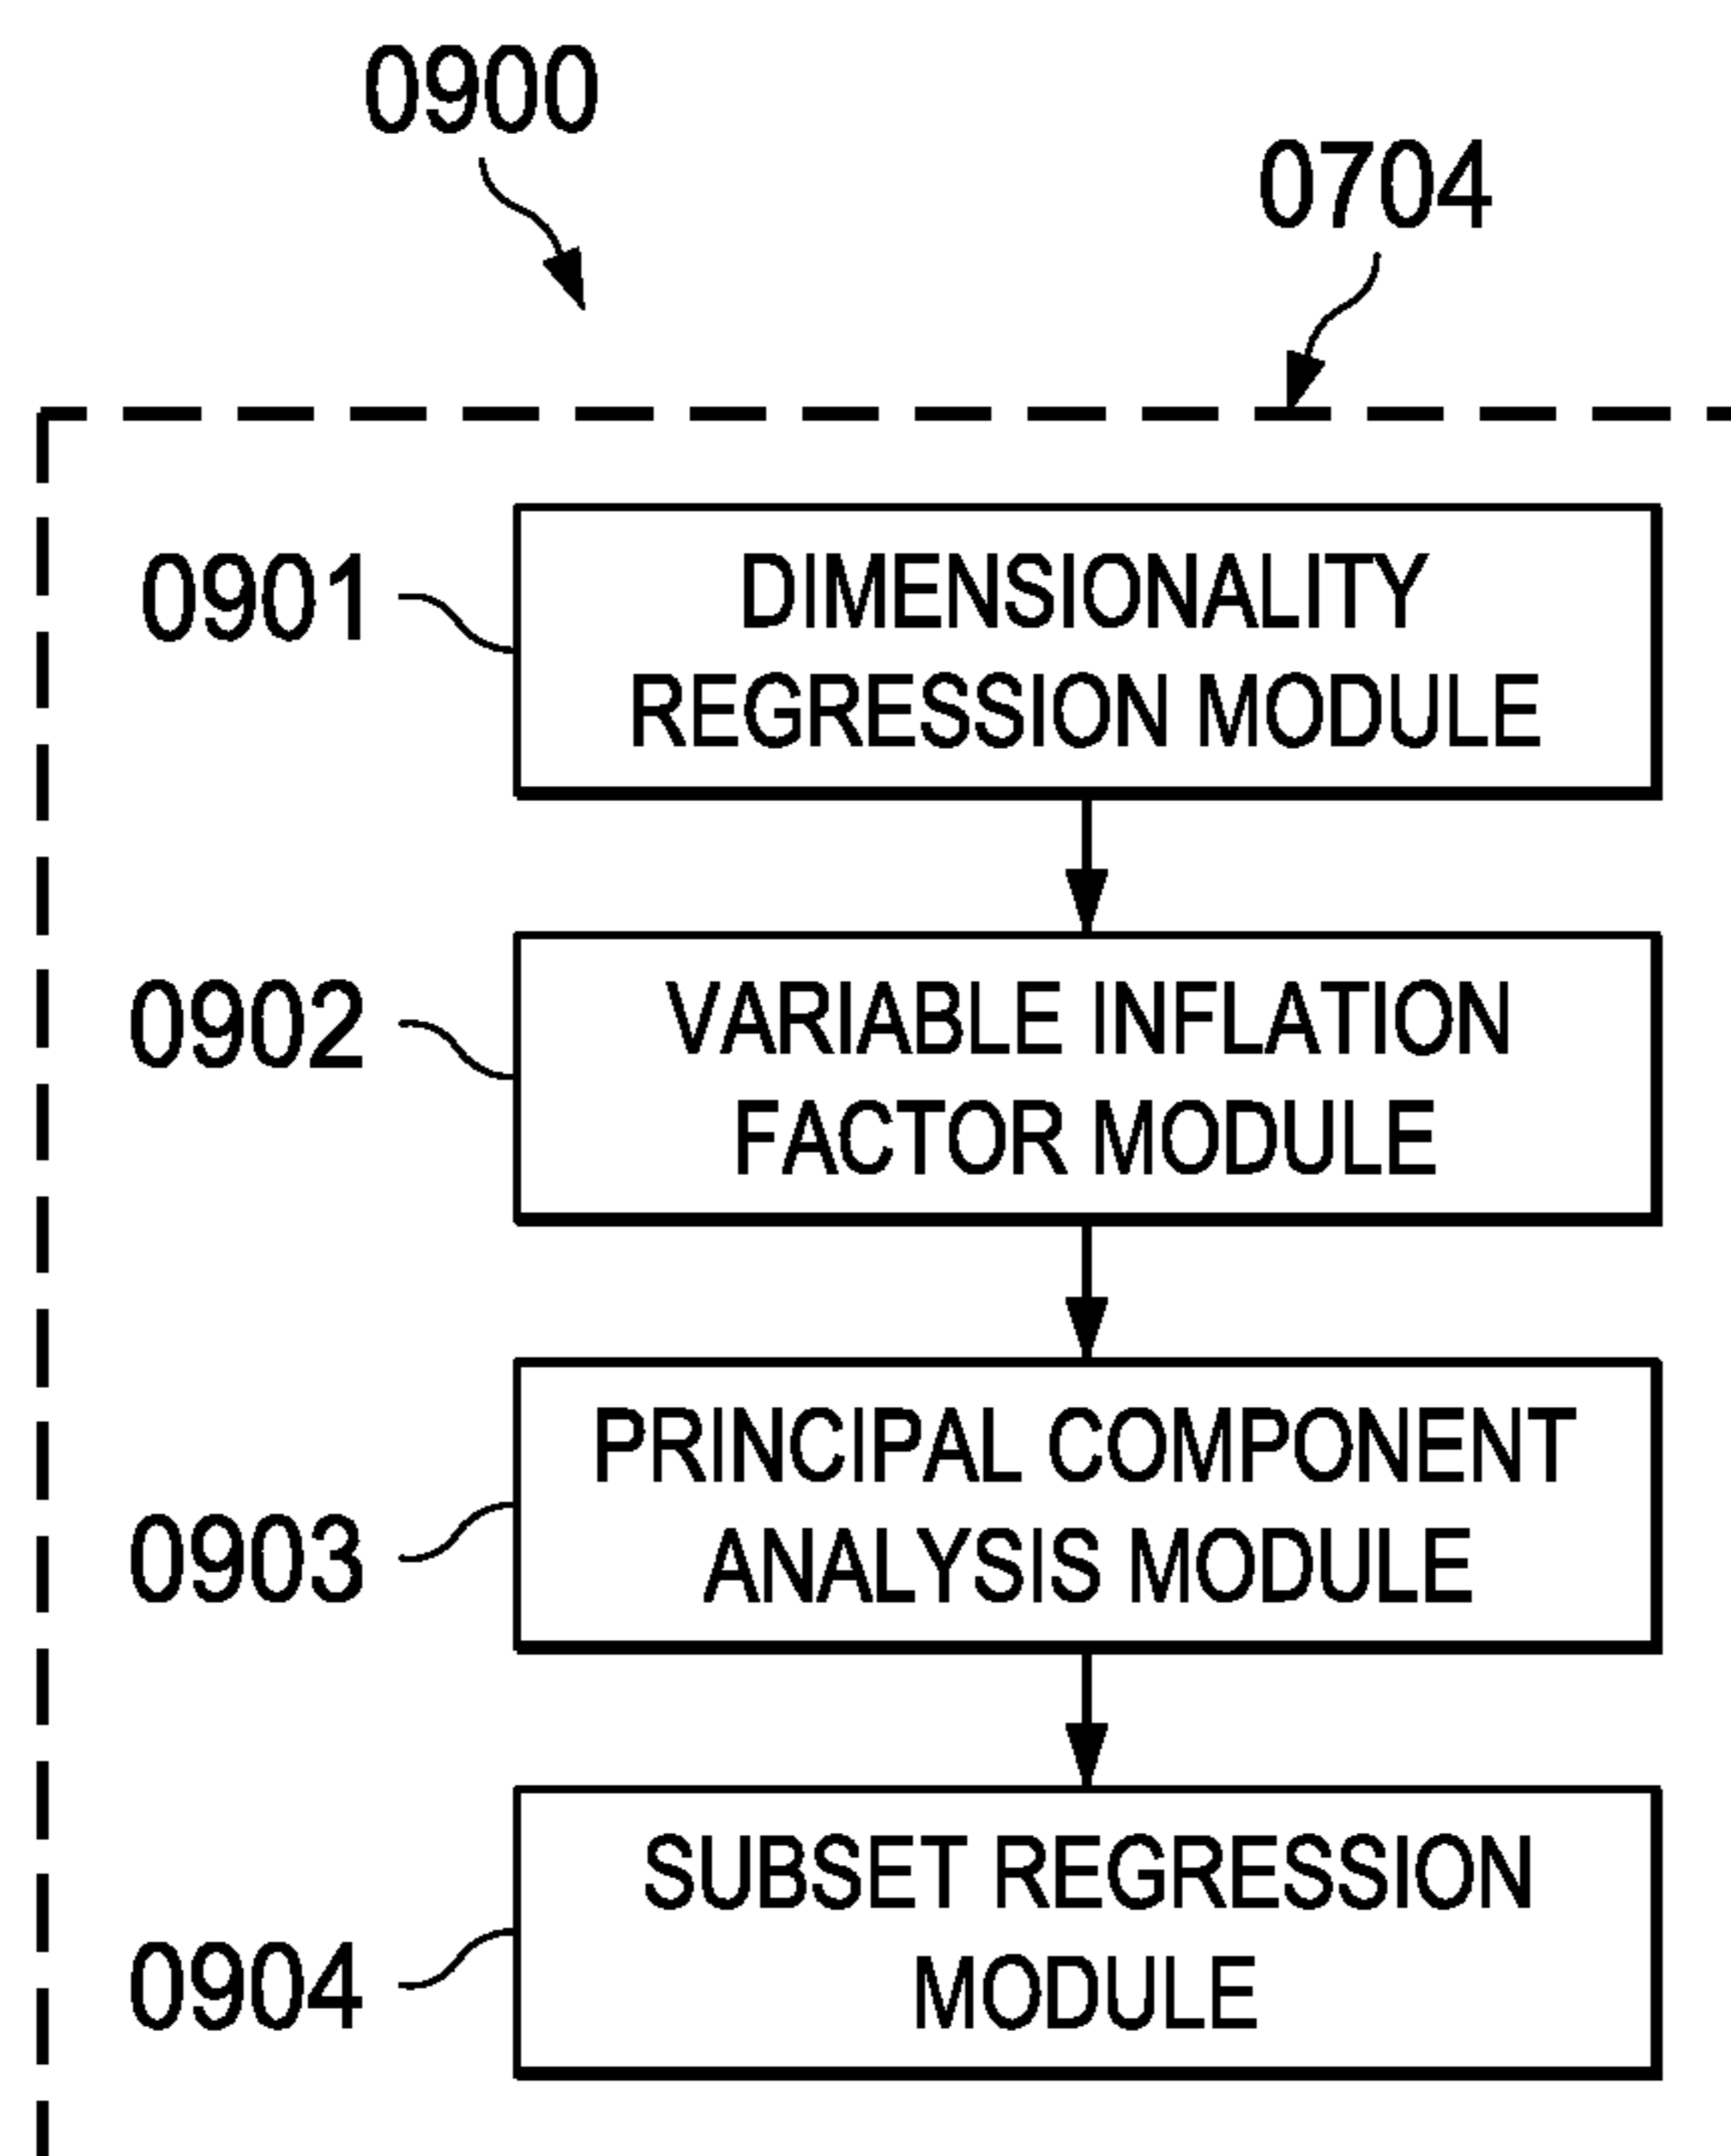 0900
0704
0901
DIMENSIONALITY
REGRESSION MODULE
0902
VARIABLE INFLATION
FACTOR MODULE
0903
PRINCIPAL COMPONENT
ANALYSIS MODULE
0904
SUBSET REGRESSION
MODULE